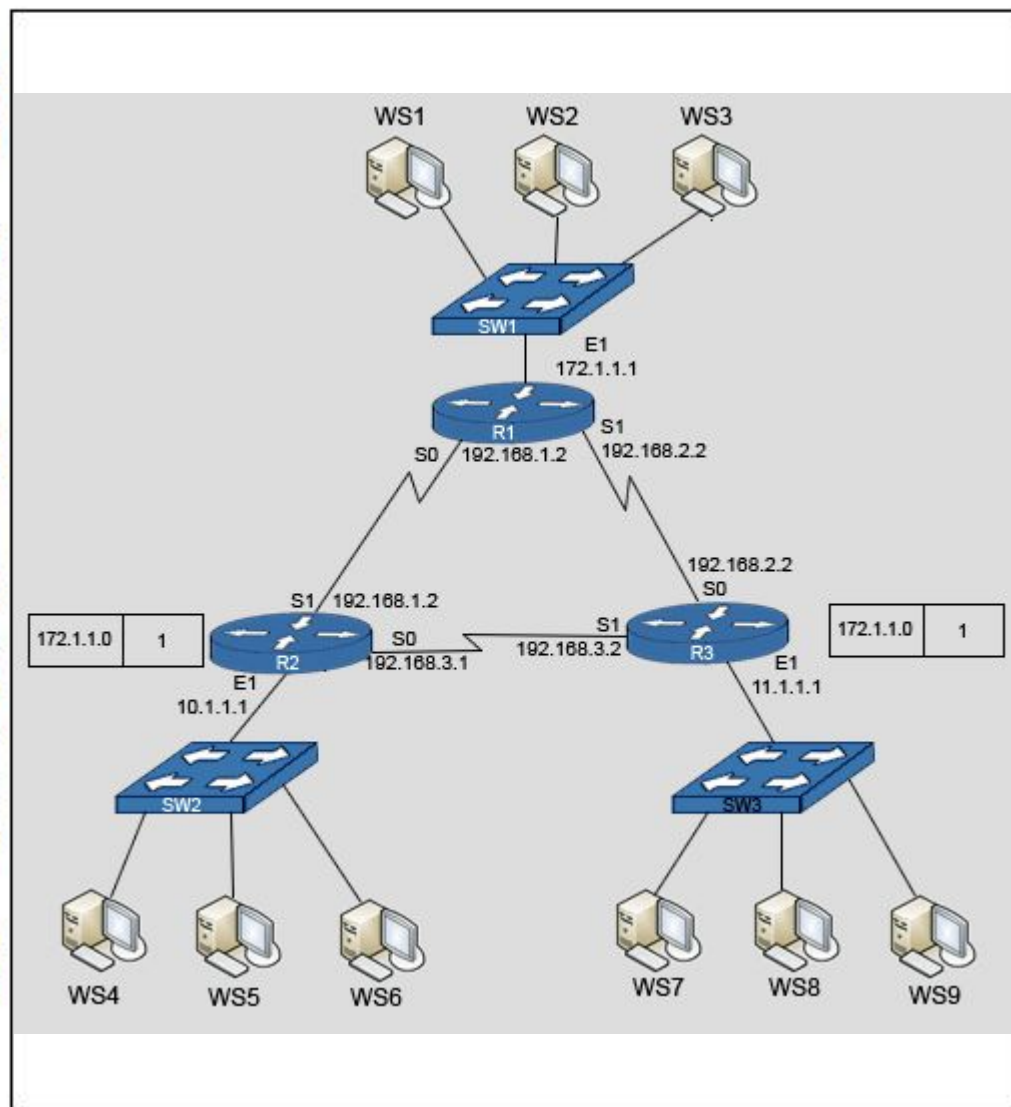 WS1 WS2 WS3
SW1
E1
172.1.1.1
R1
S0 192.168.1.2
S1
192.168.2.2
192.168.2.2
S0
S1 192.168.1.2
172.1.1.0 1
R2
S0
192.168.3.1
S1
192.168.3.2
R3
172.1.1.0 1
E1
10.1.1.1
E1
11.1.1.1
SW2
SW3
WS4 WS5 WS6
WS7 WS8 WS9